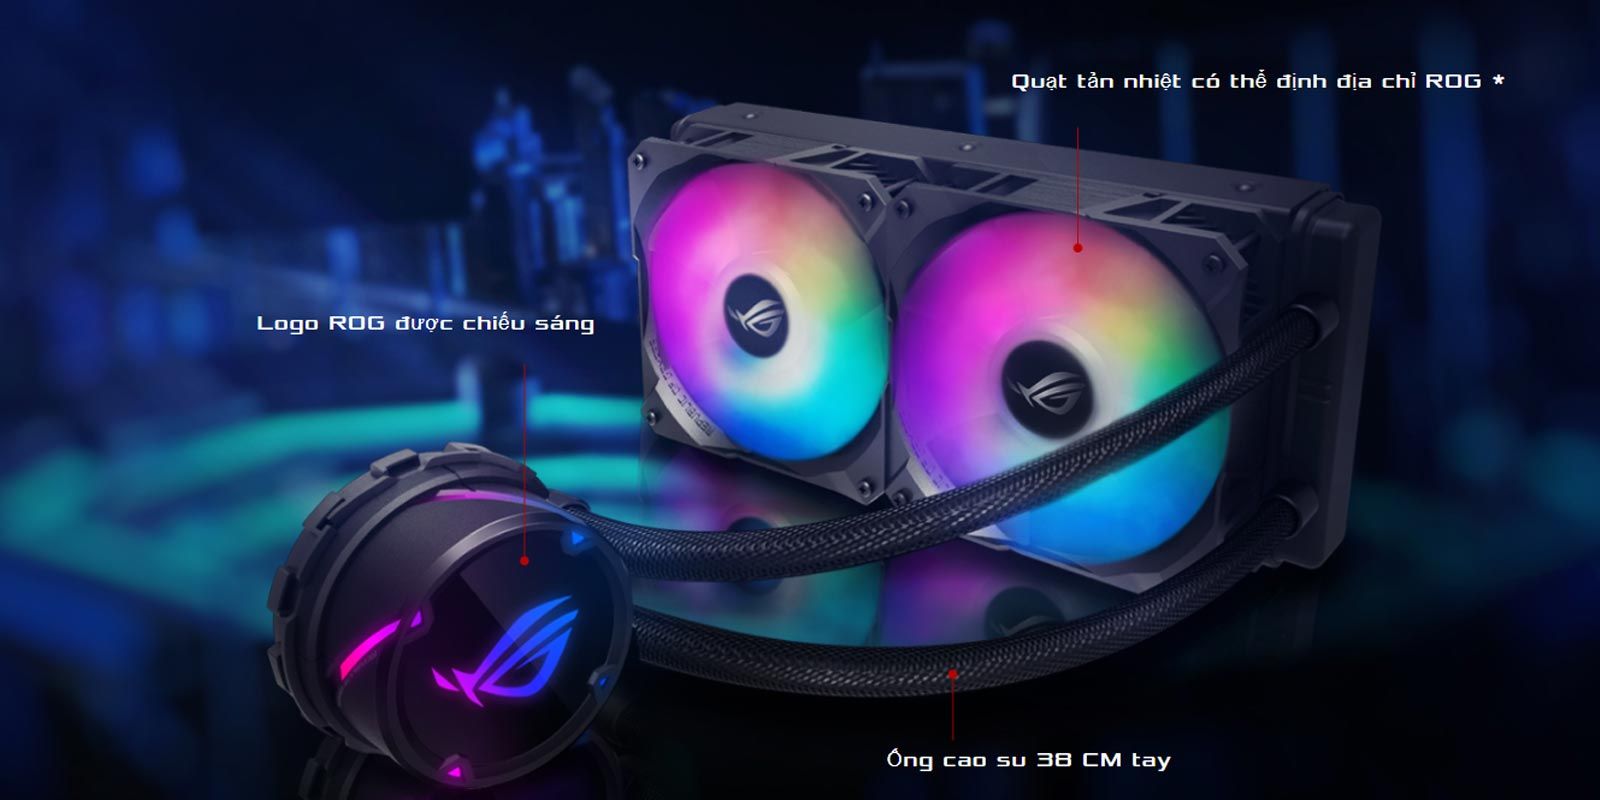 Quạt tản nhiệt có thể định địa chỉ ROG *
Logo ROG được chiếu sáng
Ống cao su 38 CM tay